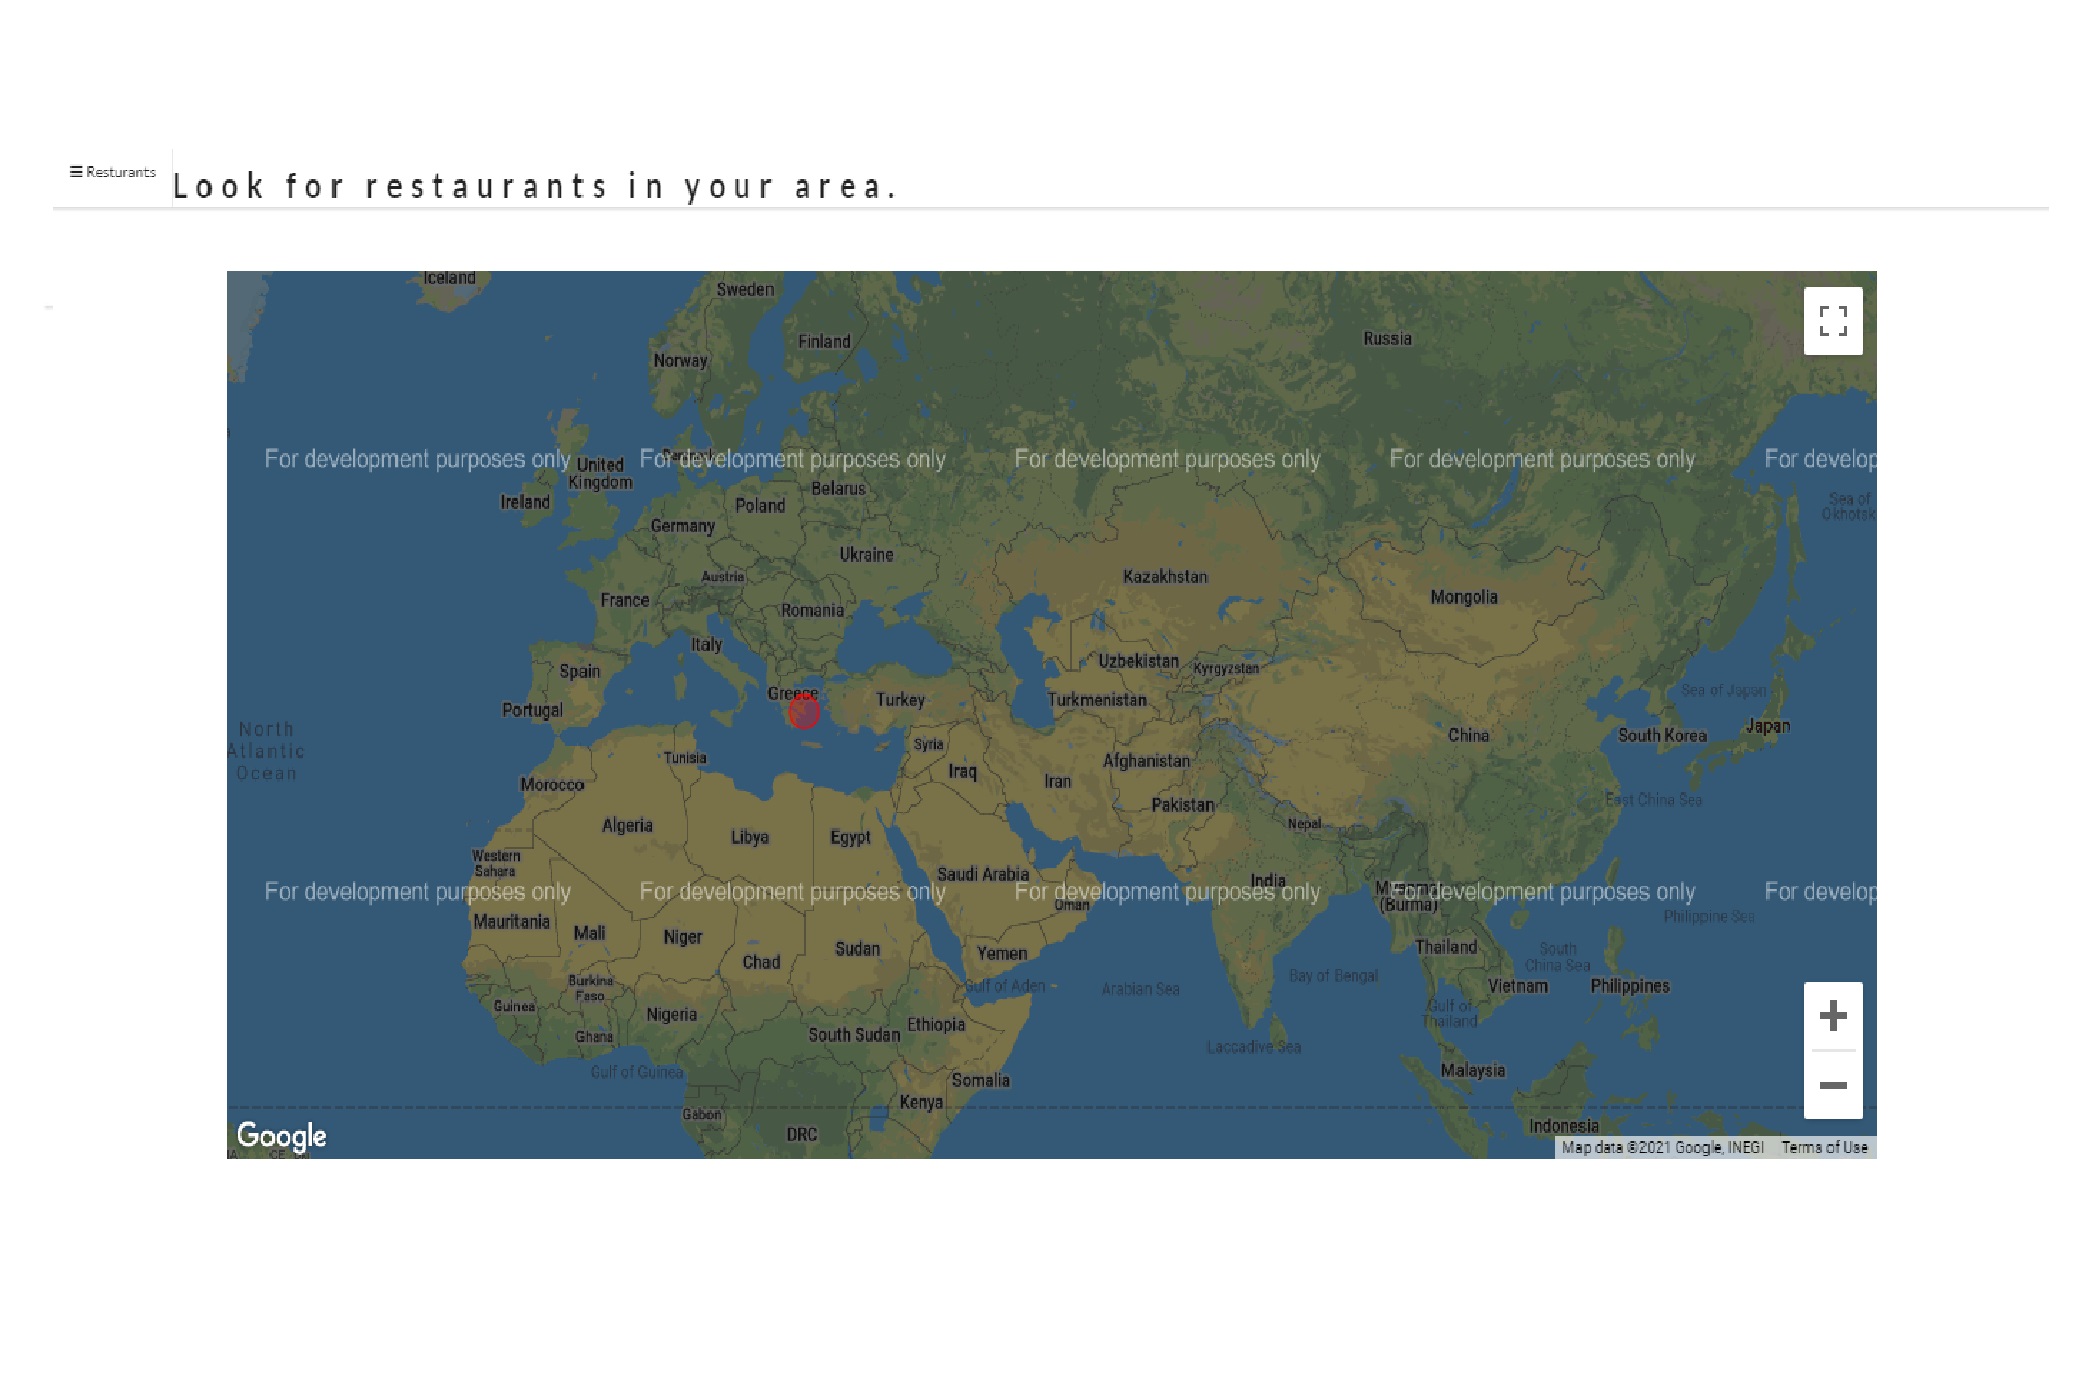 Resturants
Look for restaurants in your area.
Iceland
Sweden
Finland
Russia
Norway
For development purposes only
For development purposes only
For development purposes only
For development purposes only
For develop
United
Kingdom
Ireland
Belarus
Poland
Germany
Sea of
Okhotsk
Ukraine
Austria
Kazakhstan
France
Romania
Mongolia
Italy
Spain
Uzbekistan
Kyrgyzstan
Greece
Turkey
Turkmenistan
Sea of Japan
Portugal
North
Atlantic
Ocean
China
South Korea
Japan
Syria
Tunisia
Afghanistan
Iraq
Iran
Morocco
Pakistan
East China Sea
Nepal
Algeria
Libya
Egypt
Western
Sahara
Saudi Arabia
India
For development purposes only
For development purposes only
For development purposes only
For development purposes only
For develop
Myanmar
(Burma)
Oman
Mauritania
Mali
Niger
Chad
Sudan
Yemen
Philippine Sea
Thailand
South
China Sea
Bay of Bengal
Arabian Sea
Gulf of Aden
Burkina
Faso
Vietnam
Philippines
Guinea
Nigeria
Ghana
South Sudan
Ethiopia
Gulf of
Thailand
Laccadive Sea
Gulf of Guinea
Somalia
Malaysia
Kenya
Gabon
DRC
Indonesia
Google
Map data ©2021 Google, INEGI
Terms of Use